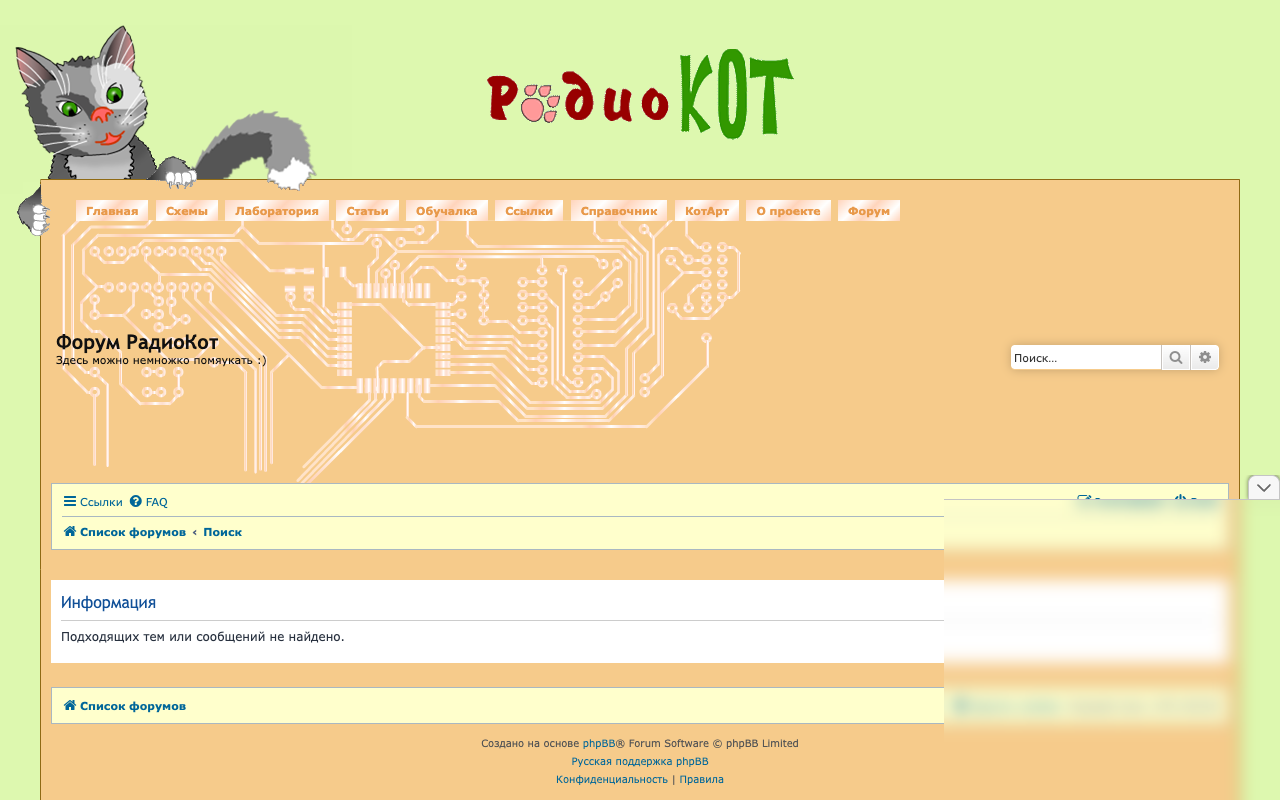 РадиоКОТ
Главная Схемы Лаборатория Статьи Обучалка Ссылки Справочник КотАрт О проекте Форум
Форум РадиоКот
Здесь можно немножко помяукать :)
Поиск…
Ссылки FAQ
Список форумов ‹ Поиск
Информация
Подходящих тем или сообщений не найдено.
Список форумов
Создано на основе phpBB® Forum Software © phpBB Limited
Русская поддержка phpBB
Конфиденциальность | Правила